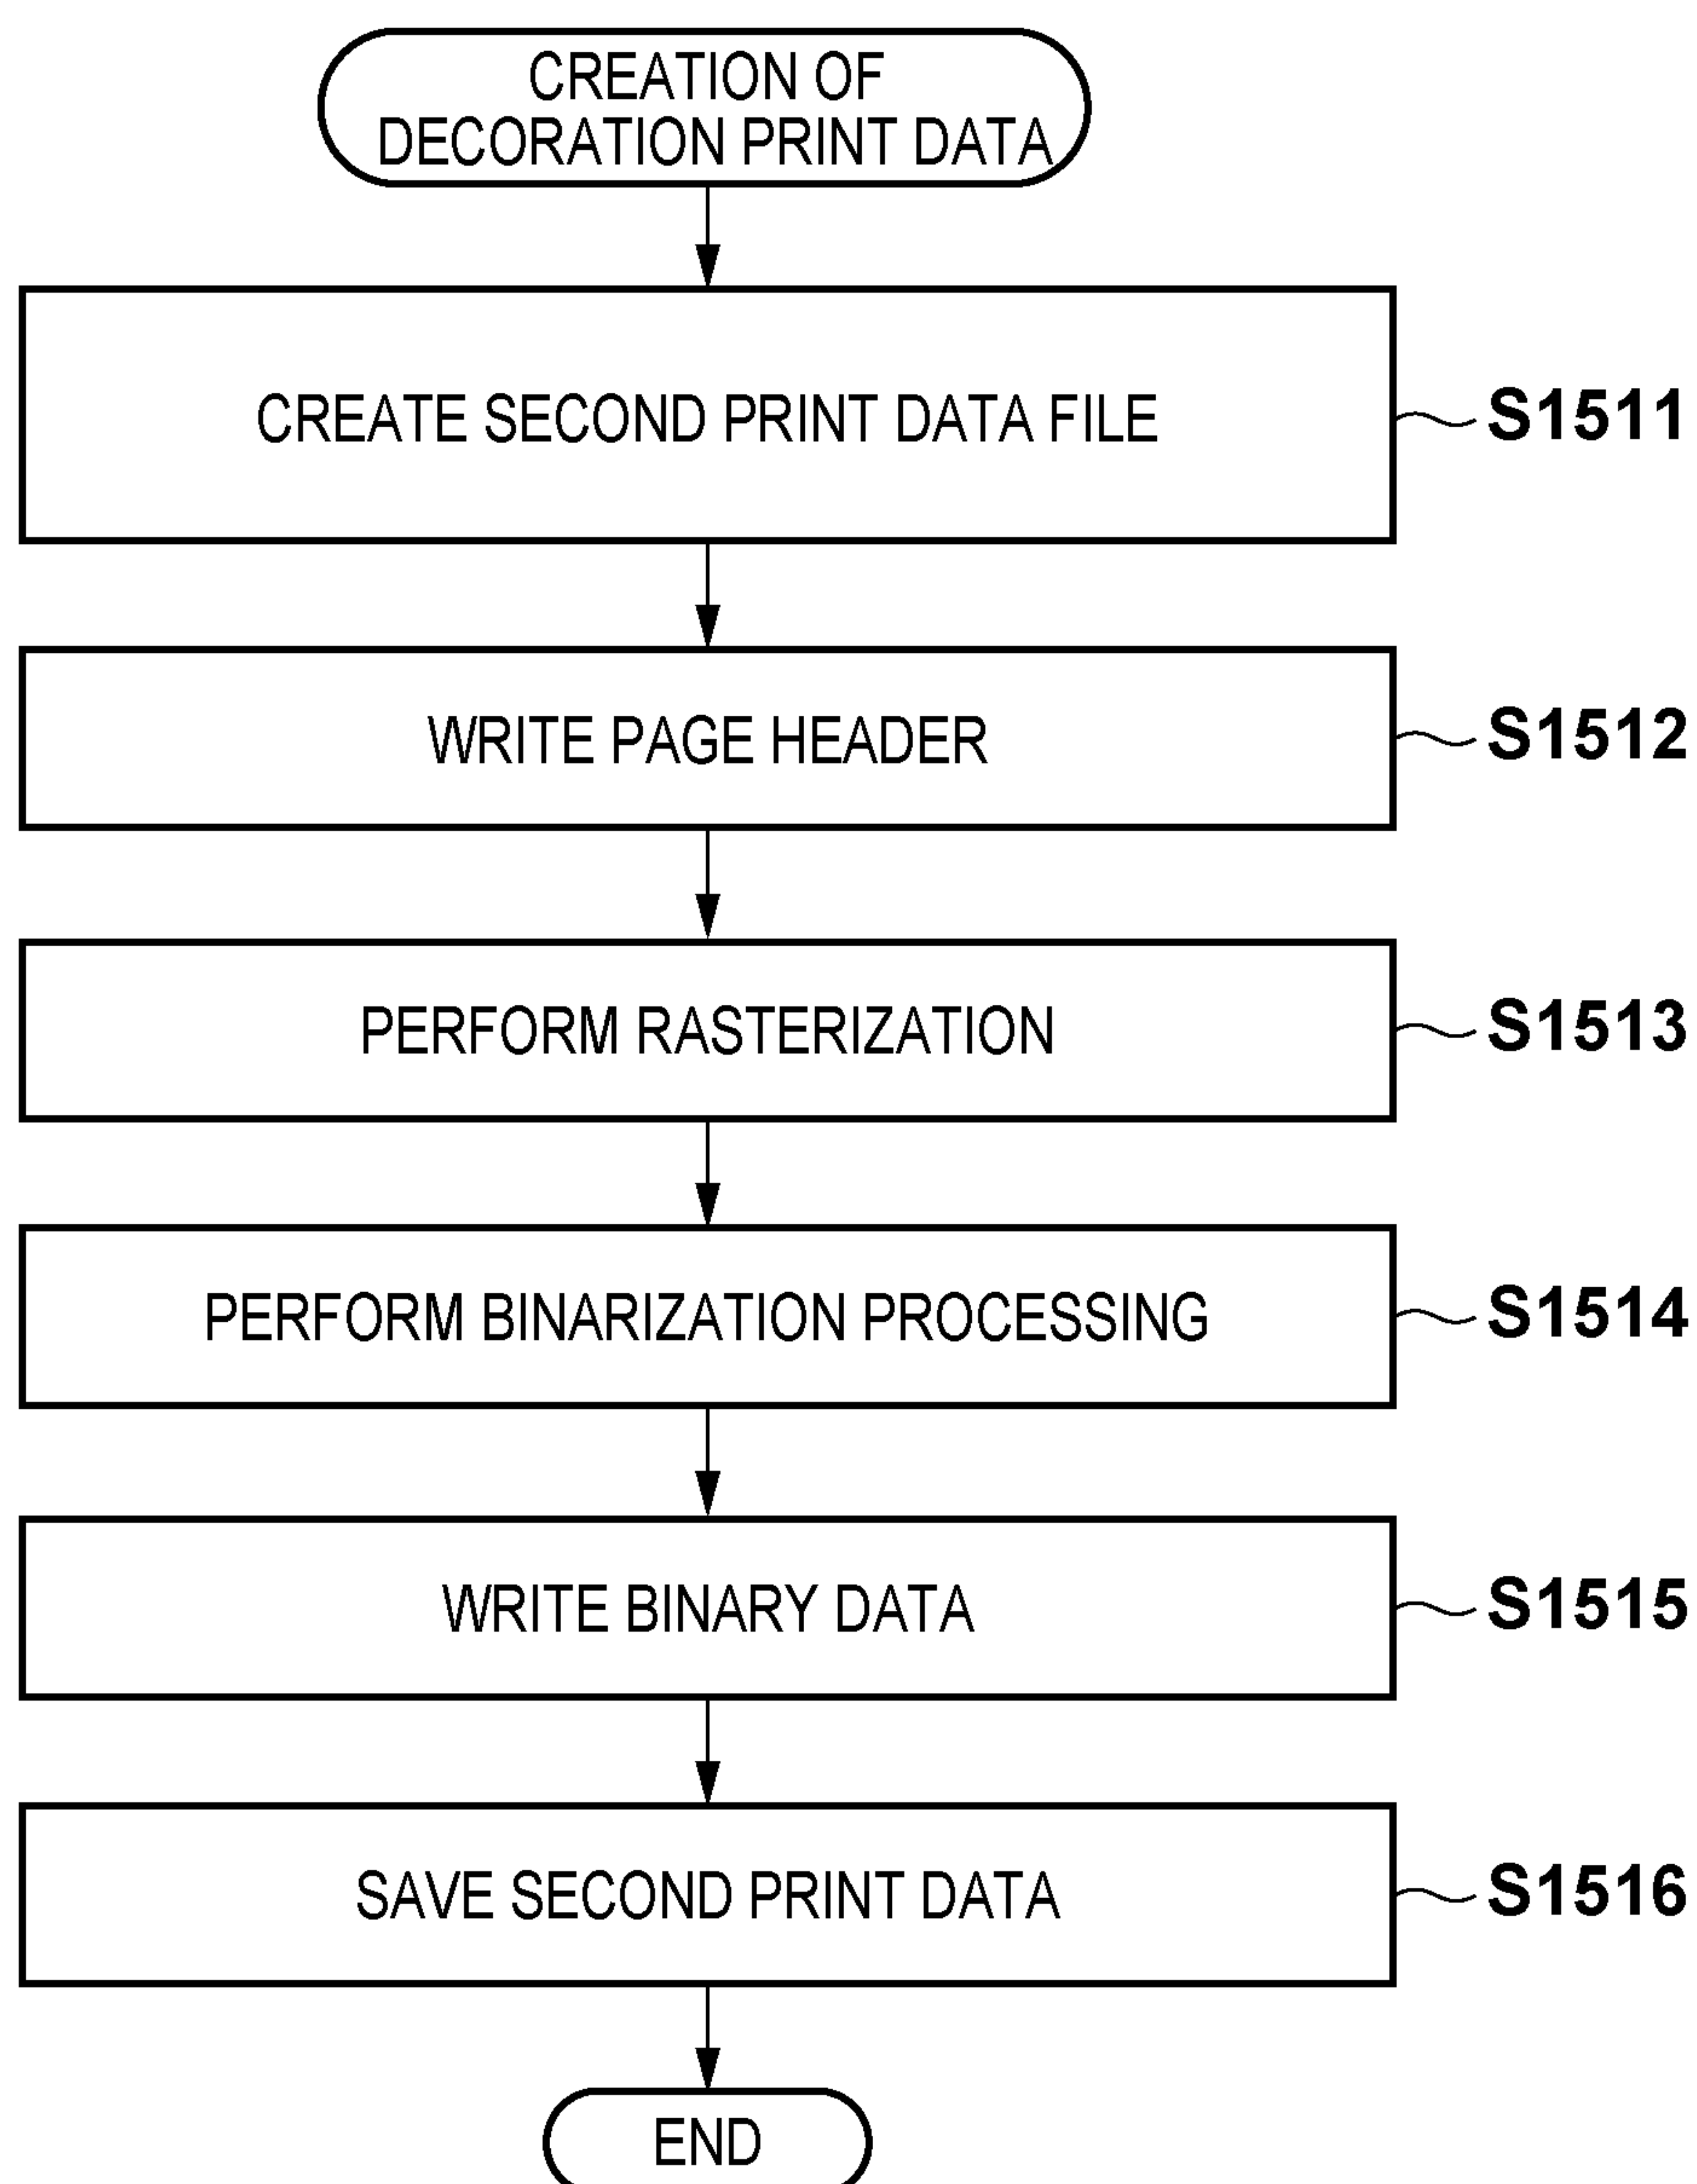 CREATION OF
DECORATION PRINT DATA
CREATE SECOND PRINT DATA FILE
S1511
WRITE PAGE HEADER
S1512
PERFORM RASTERIZATION
S1513
PERFORM BINARIZATION PROCESSING
S1514
WRITE BINARY DATA
S1515
SAVE SECOND PRINT DATA
S1516
END